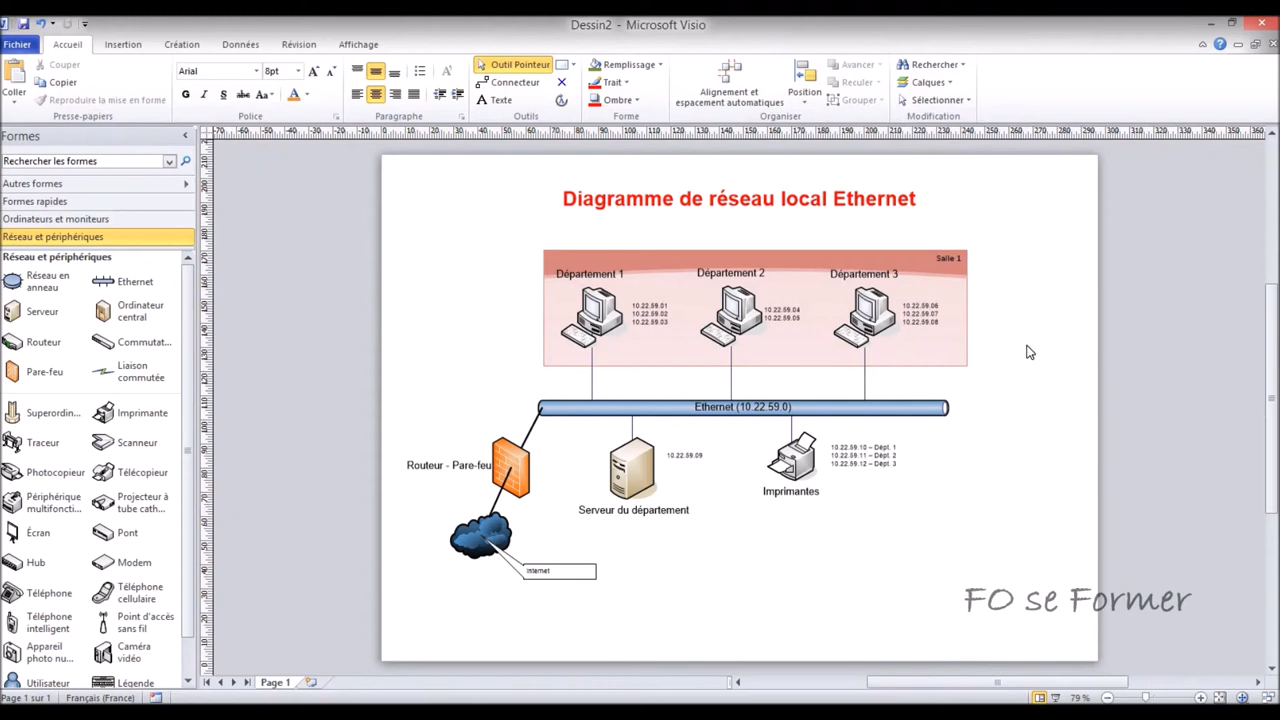 Dessin2 - Microsoft Visio
Fichier Accueil Insertion Création Données Révision Affichage
Coller
Couper
Copier
Reproduire la mise en forme
Presse-papiers
Arial 8pt
Police
Paragraphe
Outil Pointeur
Connecteur
Texte
Outils
Remplissage
Trait
Ombre
Forme
Alignement et espacement automatiques
Position
Avancer
Reculer
Grouper
Organiser
Rechercher
Calques
Sélectionner
Modification
Formes
Rechercher les formes
Autres formes
Formes rapides
Ordinateurs et moniteurs
Réseau et périphériques
Réseau et périphériques
Réseau en anneau
Ethernet
Serveur
Ordinateur central
Routeur
Commutat...
Pare-feu
Liaison commutée
Superordin...
Imprimante
Traceur
Scanneur
Photocopieur
Télécopieur
Périphérique multifoncti...
Projecteur à tube cath...
Écran
Pont
Hub
Modem
Téléphone
Téléphone cellulaire
Téléphone intelligent
Point d'accès sans fil
Appareil photo nu...
Caméra vidéo
Utilisateur
Légende
Diagramme de réseau local Ethernet
Salle 1
Département 1
Département 2
Département 3
10.22.59.01
10.22.59.02
10.22.59.03
10.22.59.04
10.22.59.05
10.22.59.06
10.22.59.07
10.22.59.08
Ethernet (10.22.59.0)
Routeur - Pare-feu
10.22.59.09
Serveur du département
10.22.59.10 – Dépt. 1
10.22.59.11 – Dépt. 2
10.22.59.12 – Dépt. 3
Imprimantes
Internet
FO se Former
Page 1
Page 1 sur 1 Français (France)
79 %